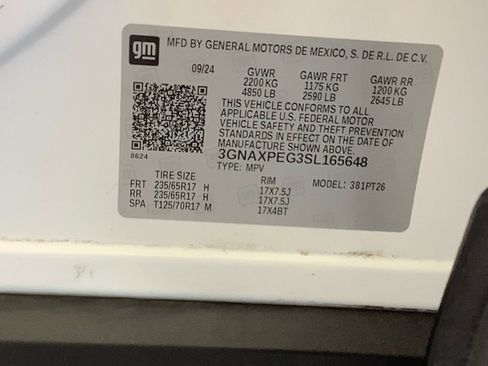 gm
MFD BY GENERAL MOTORS DE MEXICO, S. DE R.L. DE C.V.
09/24 GVWR GAWR FRT GAWR RR
2200 KG 1175 KG 1200 KG
4850 LB 2590 LB 2645 LB
THIS VEHICLE CONFORMS TO ALL
APPLICABLE U.S. FEDERAL MOTOR
VEHICLE SAFETY AND THEFT PREVENTION
STANDARDS IN EFFECT ON THE DATE OF
MANUFACTURE SHOWN ABOVE.
8624
3GNAXPEG3SL165648
TYPE: MPV
TIRE SIZE RIM MODEL: 381PT26
FRT 235/65R17 H 17X7.5J
RR 235/65R17 H 17X7.5J
SPA T125/70R17 M 17X4BT